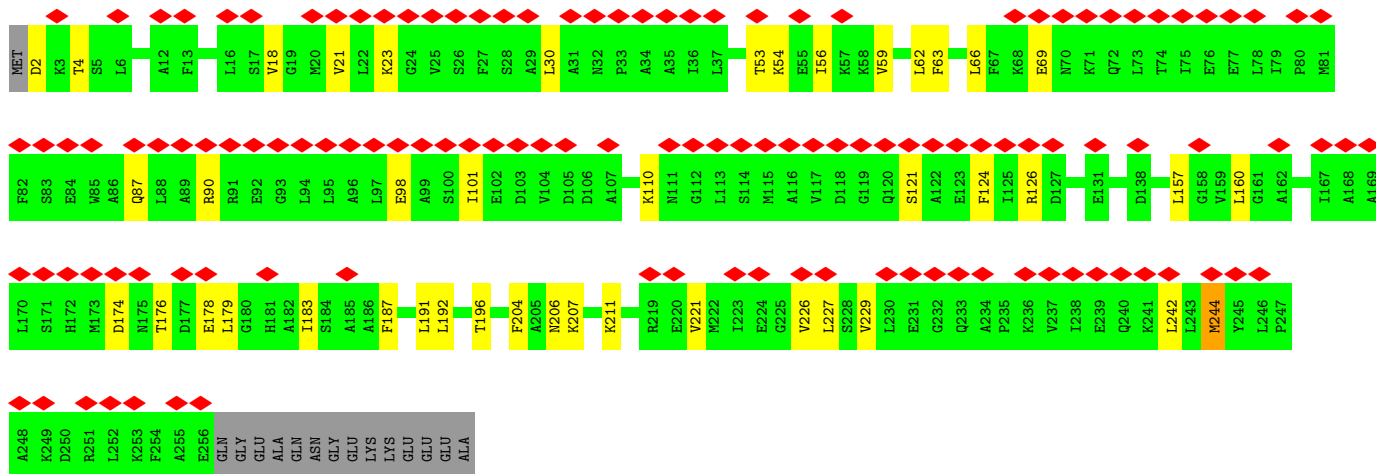 MET D2 K3 T4 S5 L6 A12 F13 L16 S17 V18 G19 M20 V21 L22 K23 G24 V25 S26 F27 S28 A29 L30 A31 N32 P33 A34 A35 I36 L37 T53 K54 E55 I56 K57 K58 V59 L62 F63 L66 F67 K68 E69 N70 K71 Q72 L73 T74 I75 E76 E77 L78 I79 P80 M81
F82 S83 E84 W85 A86 Q87 L88 A89 R90 R91 E92 G93 L94 L95 A96 L97 E98 A99 S100 I101 E102 D103 V104 D105 D106 A107 K110 N111 G112 L113 S114 M115 A116 V117 D118 G119 Q120 S121 A122 E123 F124 I125 R126 D127 E131 D138 L157 G158 V159 L160 G161 A162 I167 A168 A169
L170 S171 H172 M173 D174 N175 T176 D177 E178 L179 G180 H181 A182 I183 S184 A185 A186 F187 L191 L192 T196 F204 A205 N206 K207 K211 R219 E220 V221 M222 I223 E224 G225 V226 L227 S228 V229 L230 E231 G232 Q233 A234 P235 K236 V237 I238 E239 Q240 K241 L242 L243 M244 Y245 L246 P247
A248 K249 D250 R251 L252 K253 F254 A255 E256 GLN GLY GLU ALA GLN ASN GLY GLU LYS LYS GLU GLU GLU ALA